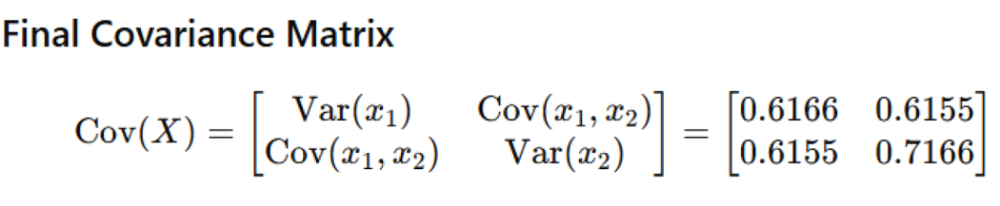 Final Covariance Matrix
Cov(X) = [ Var(x₁) Cov(x₁, x₂) ] = [ 0.6166 0.6155 ]
[ Cov(x₁, x₂) Var(x₂) ] [ 0.6155 0.7166 ]